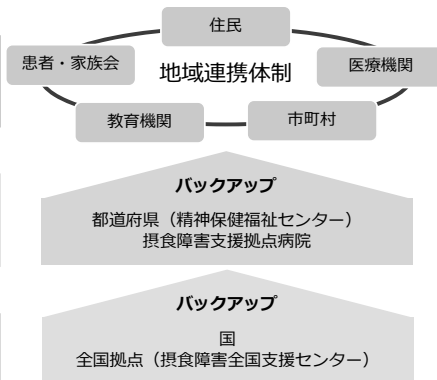 住民
患者・家族会
地域連携体制
医療機関
教育機関
市町村
バックアップ
都道府県（精神保健福祉センター）
摂食障害支援拠点病院
バックアップ
国
全国拠点（摂食障害全国支援センター）